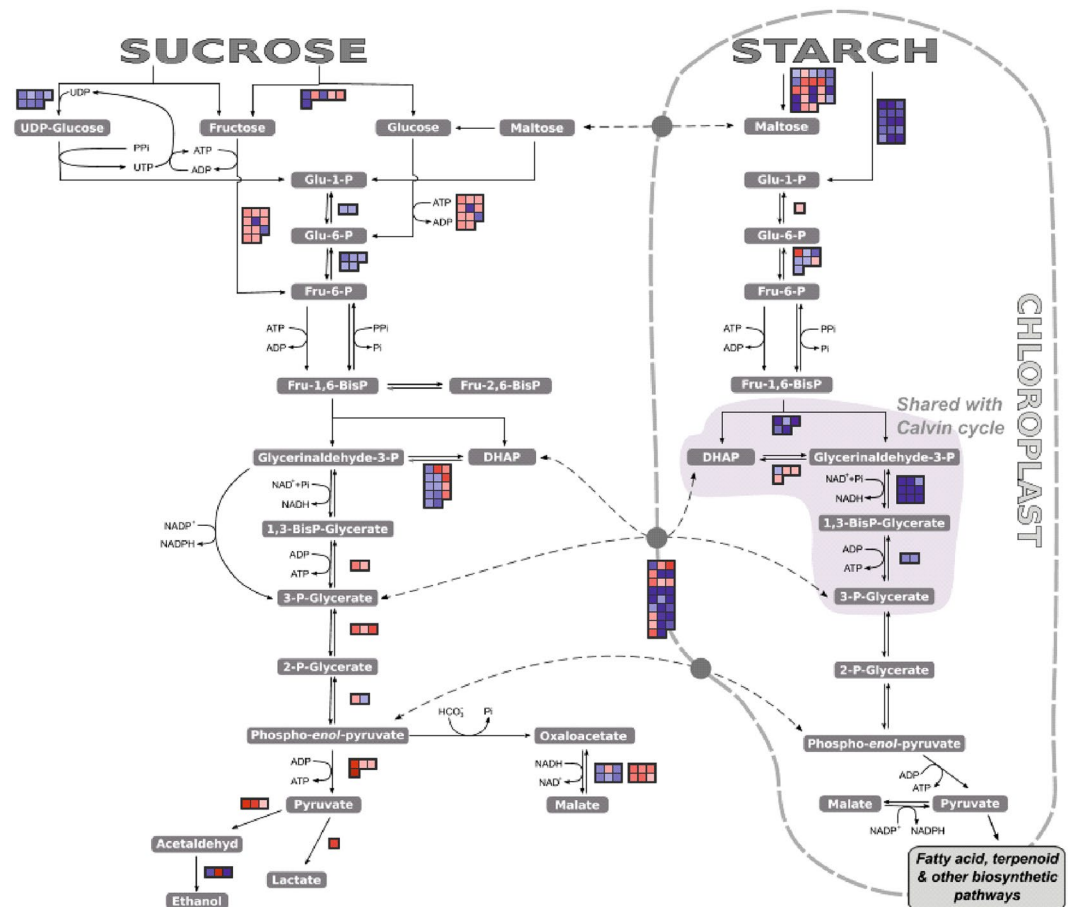 SUCROSE
STARCH
UDP
UDP-Glucose
Fructose
Glucose
Maltose
Maltose
PPi
UTP
ATP
ADP
Glu-1-P
Glu-1-P
ATP
ADP
Glu-6-P
Glu-6-P
Fru-6-P
Fru-6-P
ATP
ADP
PPi
Pi
ATP
ADP
PPi
Pi
Fru-1,6-BisP
Fru-2,6-BisP
Fru-1,6-BisP
CHLOROPLAST
Shared with
Calvin cycle
Glycerinaldehyde-3-P
DHAP
DHAP
Glycerinaldehyde-3-P
NAD⁺+Pi
NADH
NAD⁺+Pi
NADH
NADP⁺
NADPH
1,3-BisP-Glycerate
1,3-BisP-Glycerate
ADP
ATP
ADP
ATP
3-P-Glycerate
3-P-Glycerate
2-P-Glycerate
2-P-Glycerate
HCO₃⁻
Pi
Phospho-enol-pyruvate
Oxaloacetate
Phospho-enol-pyruvate
ADP
ATP
NADH
NAD⁺
ADP
ATP
Pyruvate
Malate
Malate
Pyruvate
NADP⁺
NADPH
Acetaldehyd
Lactate
Ethanol
Fatty acid, terpenoid
& other biosynthetic
pathways